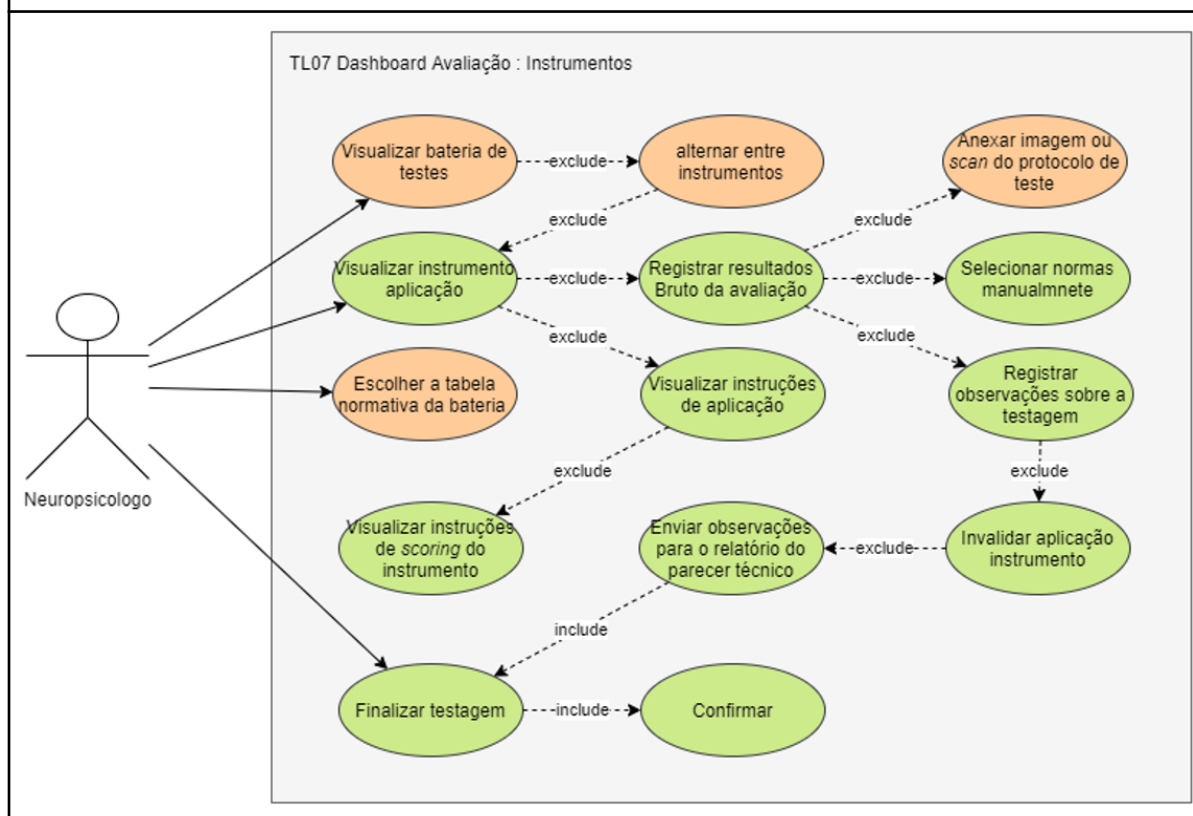 TL07 Dashboard Avaliação : Instrumentos
Visualizar bateria de
testes
exclude
alternar entre
instrumentos
Anexar imagem ou
scan do protocolo de
teste
exclude
exclude
Visualizar instrumento
aplicação
exclude
Registrar resultados
Bruto da avaliação
exclude
Selecionar normas
manualmnete
exclude
exclude
Escolher a tabela
normativa da bateria
Visualizar instruções
de aplicação
Registrar
observações sobre a
testagem
exclude
exclude
Neuropsicologo
Visualizar instruções
de scoring do
instrumento
Enviar observações
para o relatório do
parecer técnico
exclude
Invalidar aplicação
instrumento
include
Finalizar testagem
include
Confirmar